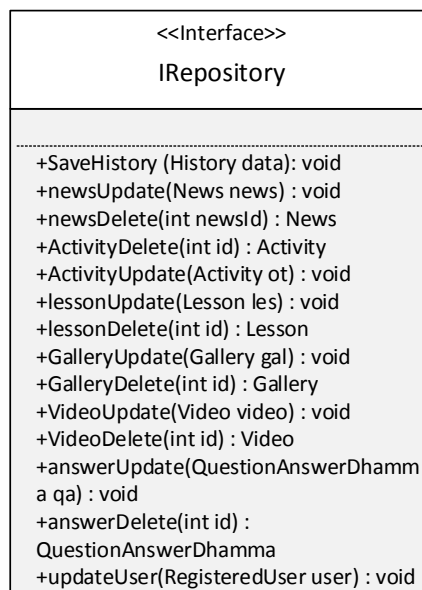 <<Interface>>
IRepository
+SaveHistory (History data): void
+newsUpdate(News news) : void
+newsDelete(int newsId) : News
+ActivityDelete(int id) : Activity
+ActivityUpdate(Activity ot) : void
+lessonUpdate(Lesson les) : void
+lessonDelete(int id) : Lesson
+GalleryUpdate(Gallery gal) : void
+GalleryDelete(int id) : Gallery
+VideoUpdate(Video video) : void
+VideoDelete(int id) : Video
+answerUpdate(QuestionAnswerDhamm
a qa) : void
+answerDelete(int id) :
QuestionAnswerDhamma
+updateUser(RegisteredUser user) : void